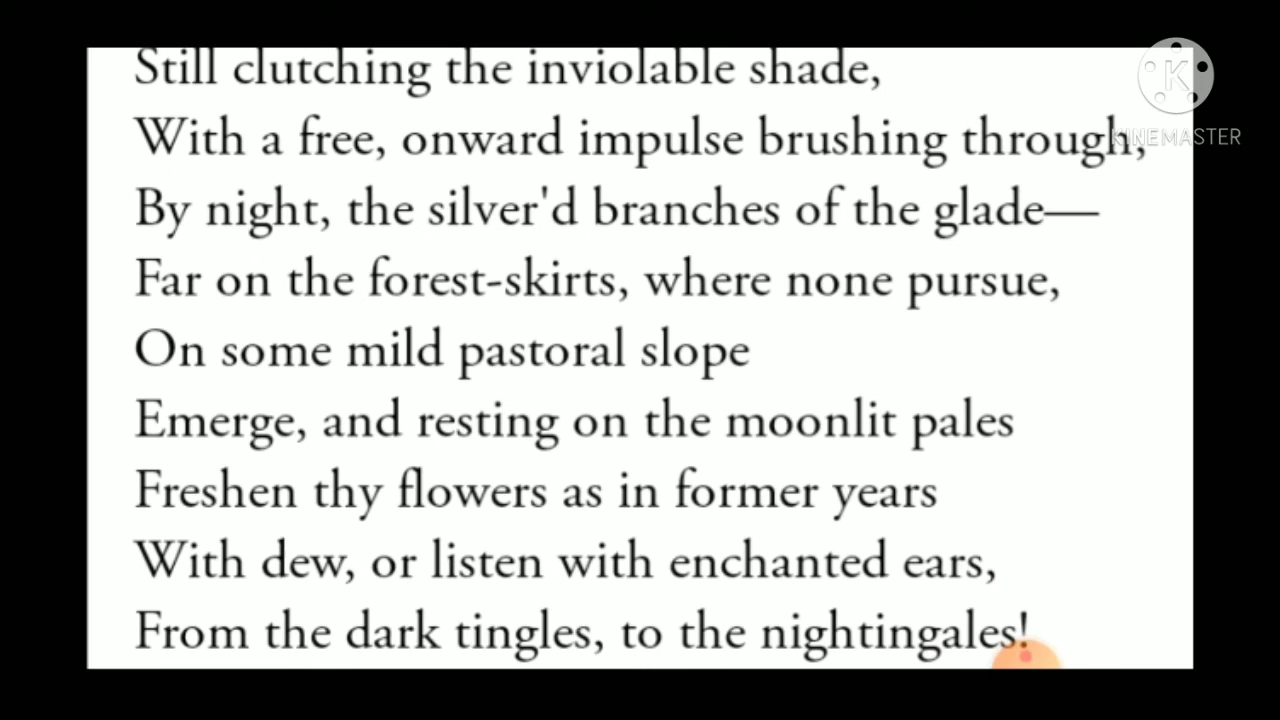 Still clutching the inviolable shade,
With a free, onward impulse brushing through,
By night, the silver'd branches of the glade—
Far on the forest-skirts, where none pursue,
On some mild pastoral slope
Emerge, and resting on the moonlit pales
Freshen thy flowers as in former years
With dew, or listen with enchanted ears,
From the dark tingles, to the nightingales!
K
KINEMASTER